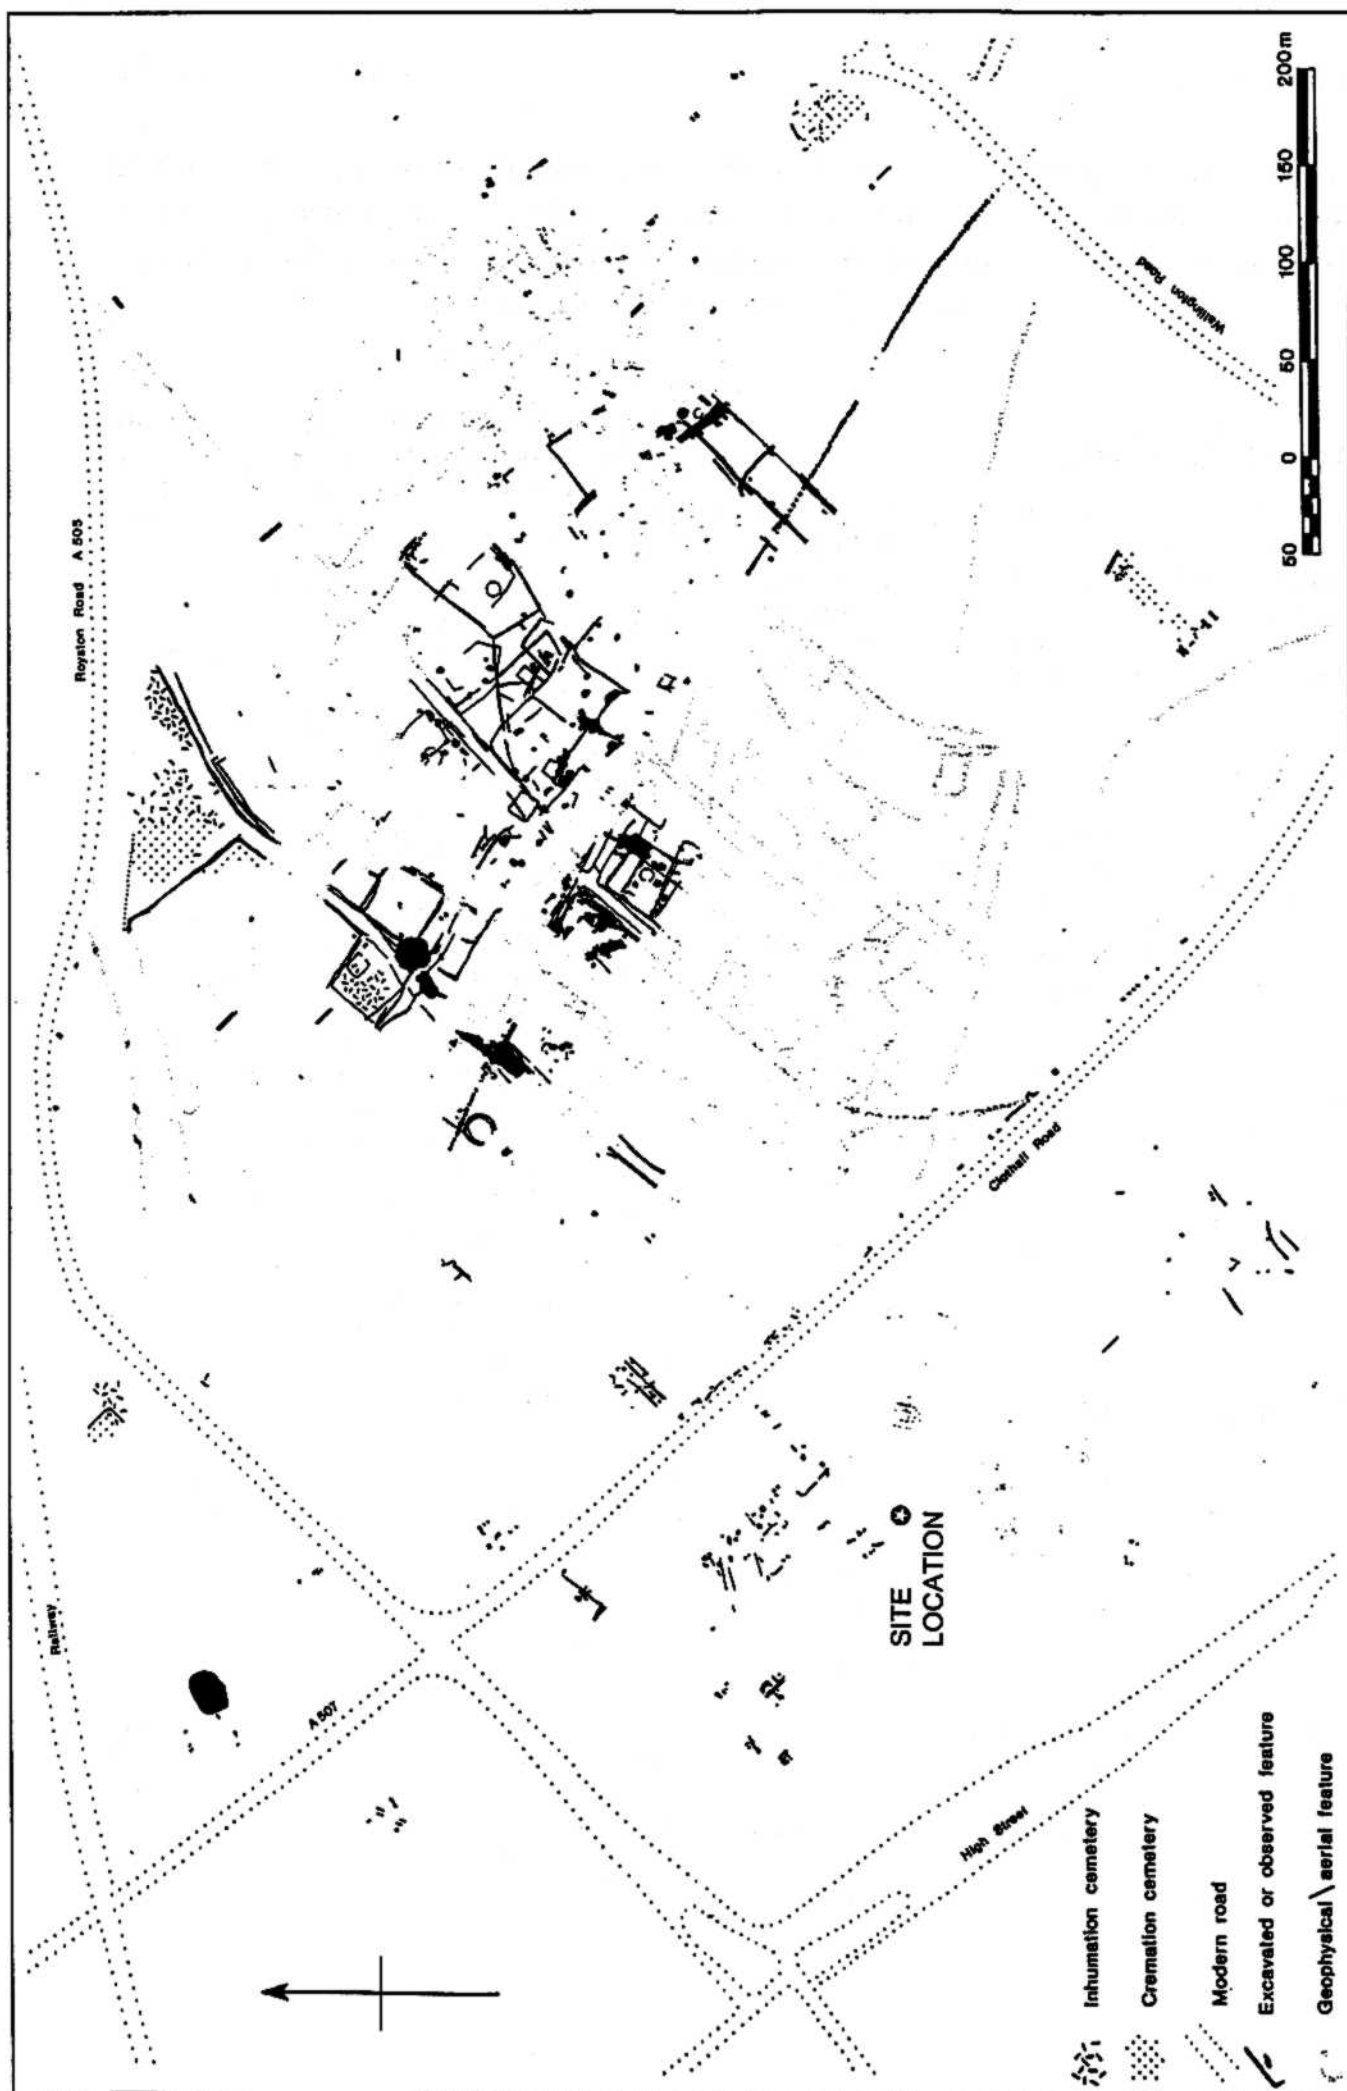 Railway
Royston Road A 505
A 507
Clothall Road
Wallington Road
SITE
LOCATION
High Street
Inhumation cemetery
Cremation cemetery
Modern road
Excavated or observed feature
Geophysical \ aerial feature
50 0 50 100 150 200m